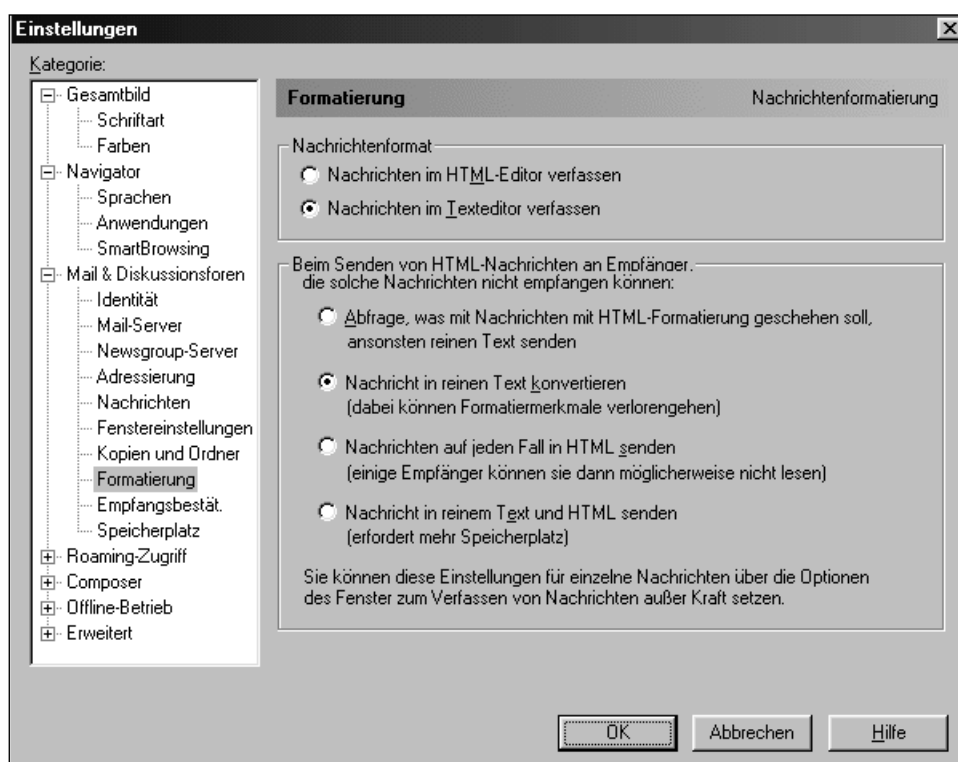 Einstellungen
Kategorie:
Gesamtbild
Schriftart
Farben
Navigator
Sprachen
Anwendungen
SmartBrowsing
Mail & Diskussionsforen
Identität
Mail-Server
Newsgroup-Server
Adressierung
Nachrichten
Fenstereinstellungen
Kopien und Ordner
Formatierung
Empfangsbestät.
Speicherplatz
Roaming-Zugriff
Composer
Offline-Betrieb
Erweitert
Formatierung Nachrichtenformatierung
Nachrichtenformat
Nachrichten im HTML-Editor verfassen
Nachrichten im Texteditor verfassen
Beim Senden von HTML-Nachrichten an Empfänger,
die solche Nachrichten nicht empfangen können:
Abfrage, was mit Nachrichten mit HTML-Formatierung geschehen soll,
ansonsten reinen Text senden
Nachricht in reinen Text konvertieren
(dabei können Formatiermerkmale verlorengehen)
Nachrichten auf jeden Fall in HTML senden
(einige Empfänger können sie dann möglicherweise nicht lesen)
Nachricht in reinem Text und HTML senden
(erfordert mehr Speicherplatz)
Sie können diese Einstellungen für einzelne Nachrichten über die Optionen
des Fenster zum Verfassen von Nachrichten außer Kraft setzen.
OK Abbrechen Hilfe